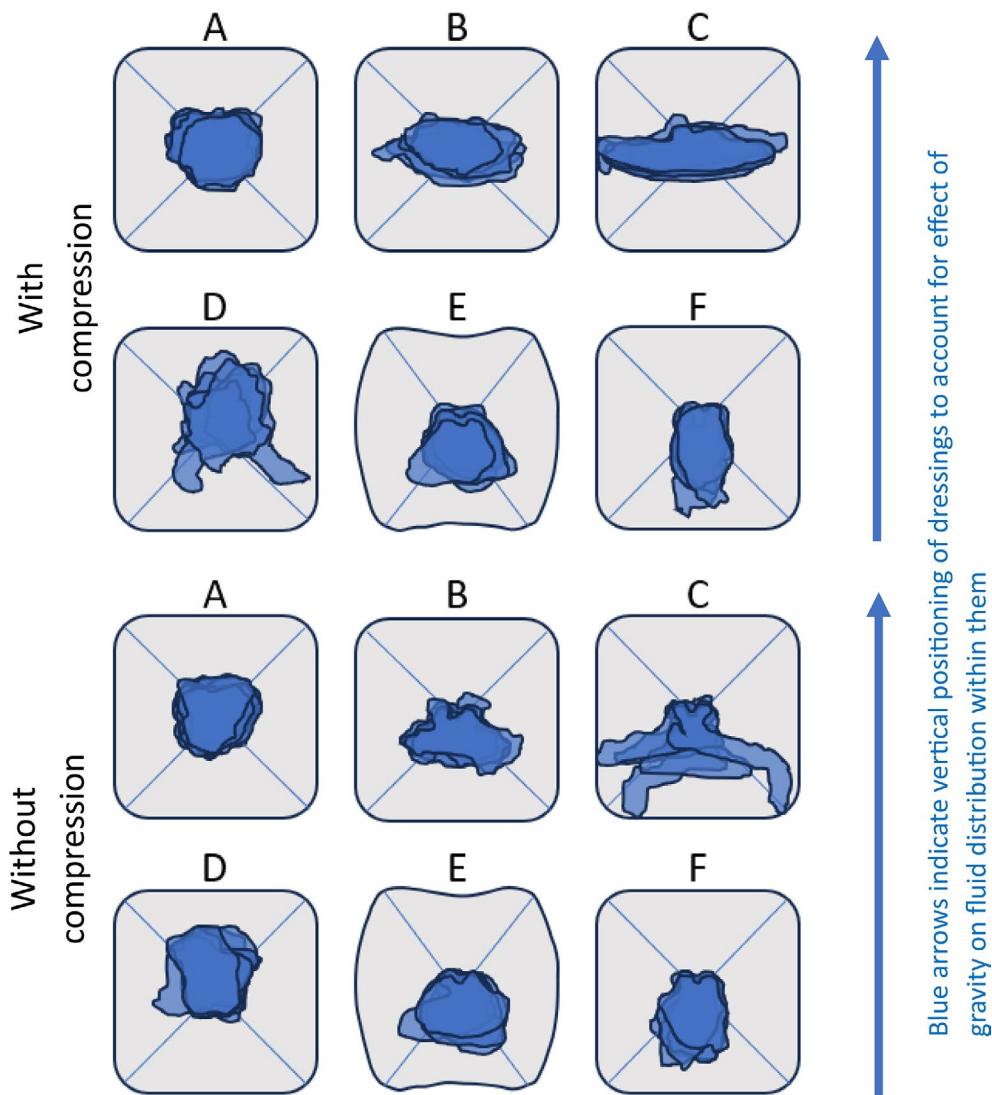 A
B
C
With
compression
D
E
F
A
B
C
Without
compression
D
E
F
Blue arrows indicate vertical positioning of dressings to account for effect of
gravity on fluid distribution within them